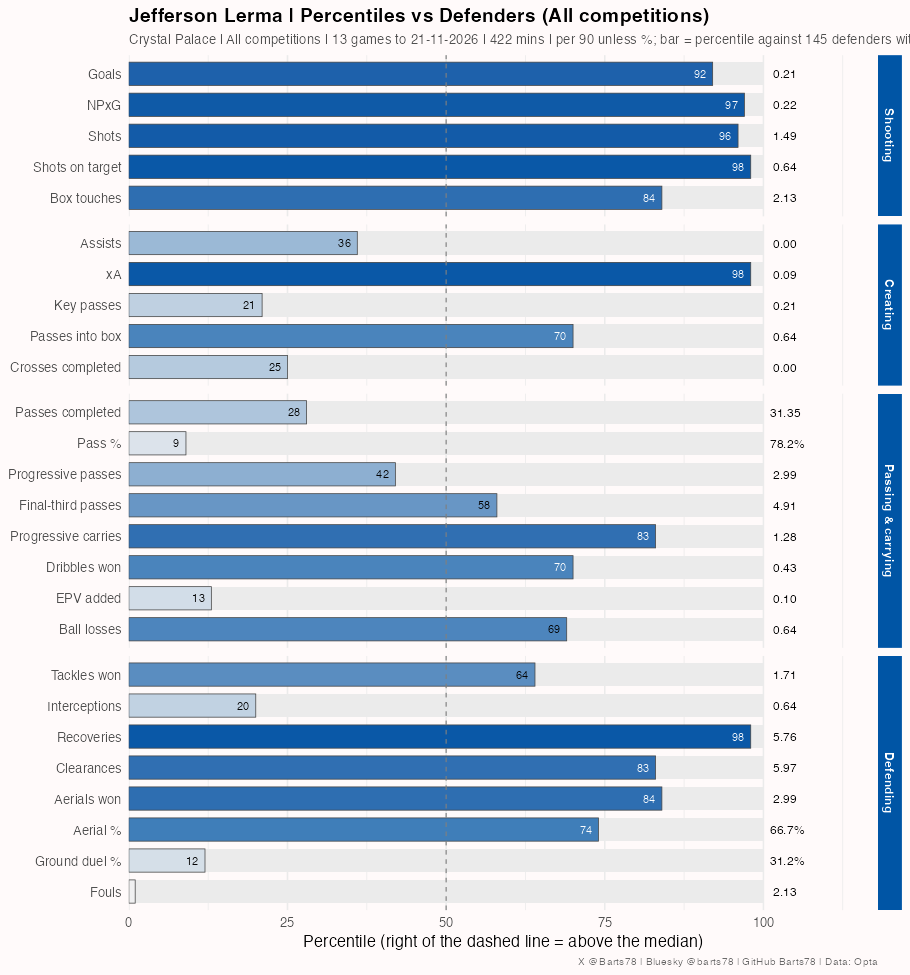 Jefferson Lerma | Percentiles vs Defenders (All competitions)
Crystal Palace | All competitions | 13 games to 21-11-2026 | 422 mins | per 90 unless %; bar = percentile against 145 defenders
Goals 92 0.21
NPxG 97 0.22
Shots 96 1.49
Shots on target 98 0.64
Box touches 84 2.13
Shooting
Assists 36 0.00
xA 98 0.09
Key passes 21 0.21
Passes into box 70 0.64
Crosses completed 25 0.00
Creating
Passes completed 28 31.35
Pass % 9 78.2%
Progressive passes 42 2.99
Final-third passes 58 4.91
Progressive carries 83 1.28
Dribbles won 70 0.43
EPV added 13 0.10
Ball losses 69 0.64
Passing & carrying
Tackles won 64 1.71
Interceptions 20 0.64
Recoveries 98 5.76
Clearances 83 5.97
Aerials won 84 2.99
Aerial % 74 66.7%
Ground duel % 12 31.2%
Fouls 2.13
Defending
0 25 50 75 100
Percentile (right of the dashed line = above the median)
X @Barts78 | Bluesky @barts78 | GitHub Barts78 | Data: Opta